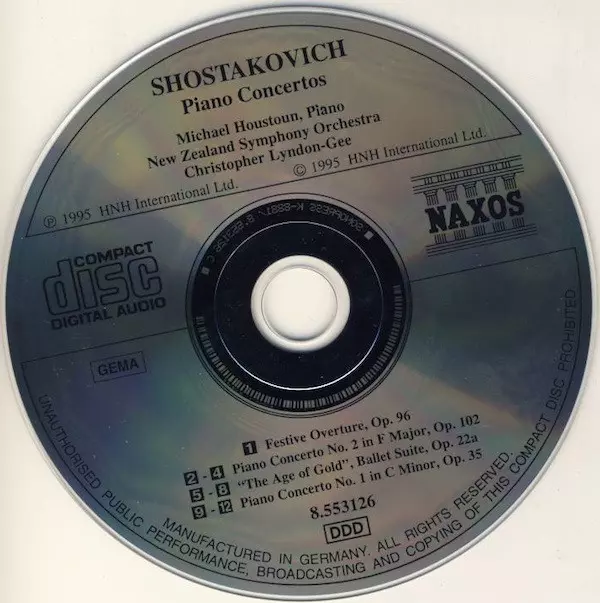 SHOSTAKOVICH
Piano Concertos
Michael Houstoun, Piano
New Zealand Symphony Orchestra
Christopher Lyndon-Gee
℗ 1995 HNH International Ltd.
© 1995 HNH International Ltd.
NAXOS
COMPACT
disc
DIGITAL AUDIO
GEMA
1 Festive Overture, Op. 96
2 - 4 Piano Concerto No. 2 in F Major, Op. 102
5 - 8 "The Age of Gold", Ballet Suite, Op. 22a
9 - 12 Piano Concerto No. 1 in C Minor, Op. 35
8.553126
DDD
MANUFACTURED IN GERMANY. ALL RIGHTS RESERVED.
UNAUTHORISED PUBLIC PERFORMANCE, BROADCASTING AND COPYING OF THIS COMPACT DISC PROHIBITED